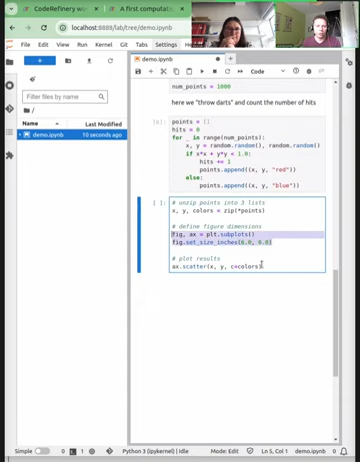 CodeRefinery w
A first computati
localhost:8888/lab/tree/demo.ipynb
File Edit View Run Kernel Tabs Settings Help
demo.ipynb
Code
Filter files by name
/
Name Last Modified
demo.ipynb 10 seconds ago
num_points = 1000
here we "throw darts" and count the number of hits
points = []
hits = 0
for _ in range(num_points):
x, y = random.random(), random.random()
if x*x + y*y < 1.0:
hits += 1
points.append((x, y, "red"))
else:
points.append((x, y, "blue"))
[ ]:
# unzip points into 3 lists
x, y, colors = zip(*points)
# define figure dimensions
fig, ax = plt.subplots()
fig.set_size_inches(6.0, 6.0)
# plot results
ax.scatter(x, y, c=colors)
Simple 0 1 Python 3 (ipykernel) | Idle Mode: Edit Ln 5, Col 1 demo.ipynb 0